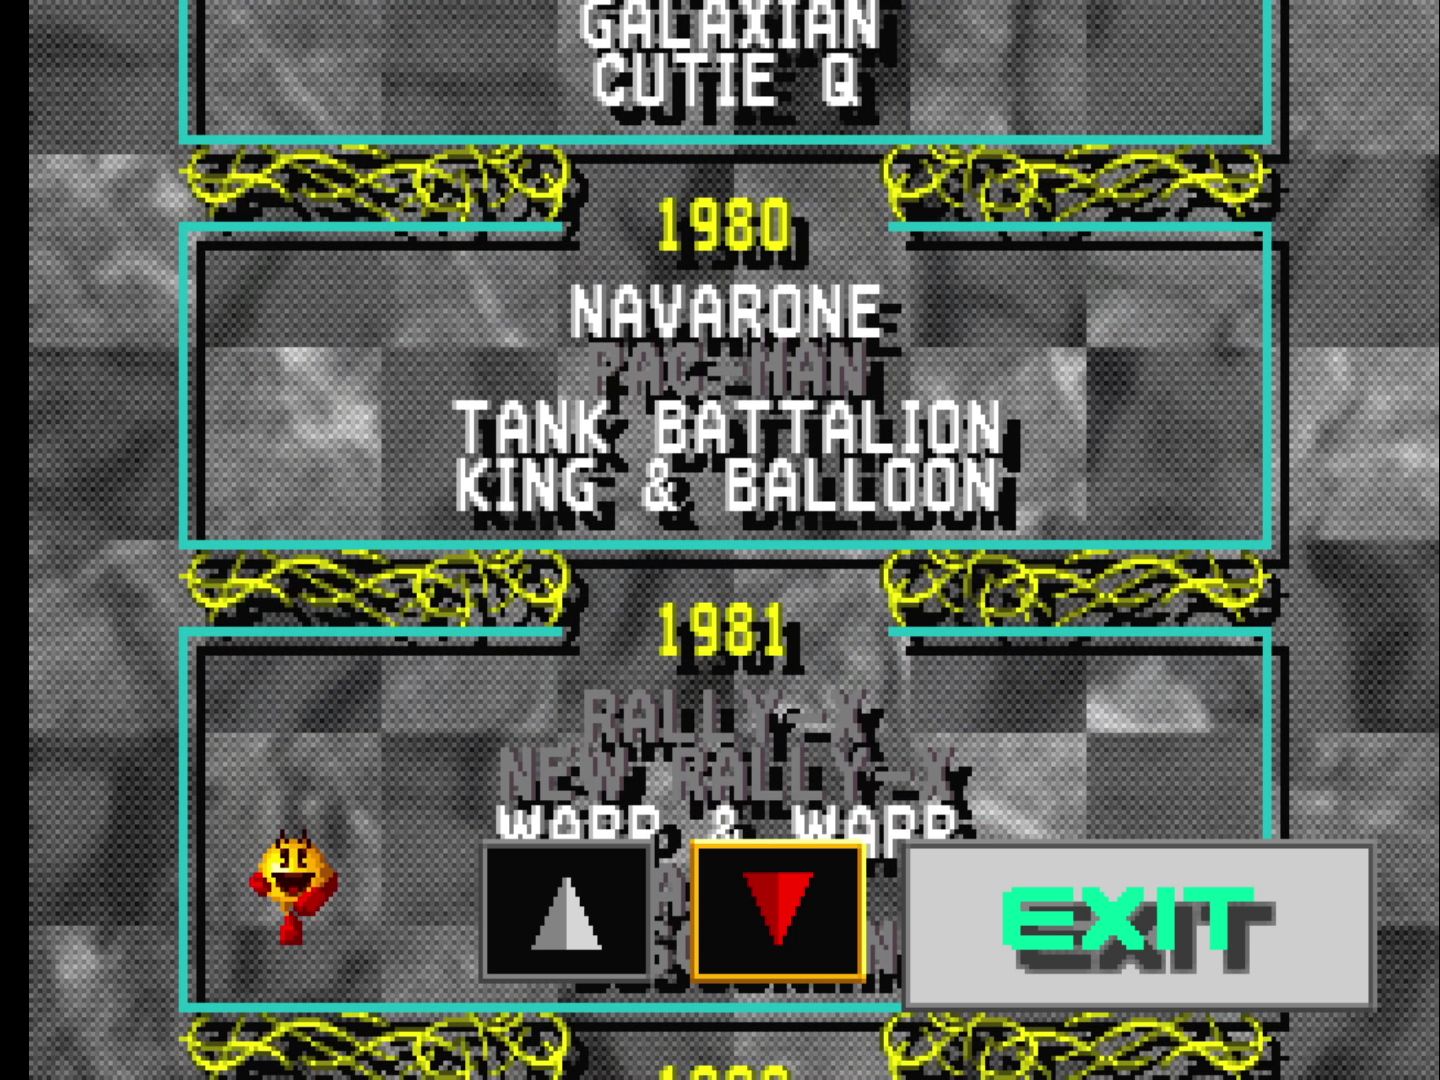 GALAXIAN
CUTIE Q
1980
NAVARONE
PAC-MAN
TANK BATTALION
KING & BALLOON
1981
RALLY-X
NEW RALLY-X
WARP & WARP
EXIT